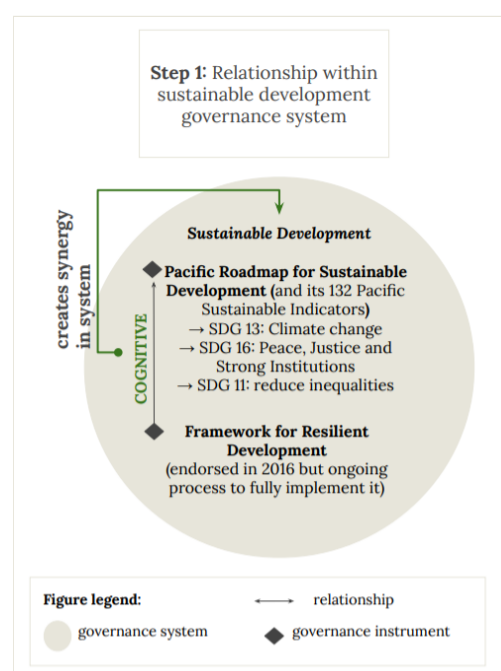 Step 1: Relationship within
sustainable development
governance system
creates synergy
in system
COGNITIVE
Sustainable Development
Pacific Roadmap for Sustainable
Development (and its 132 Pacific
Sustainable Indicators)
→ SDG 13: Climate change
→ SDG 16: Peace, Justice and
Strong Institutions
→ SDG 11: reduce inequalities
Framework for Resilient
Development
(endorsed in 2016 but ongoing
process to fully implement it)
Figure legend:
relationship
governance system
governance instrument